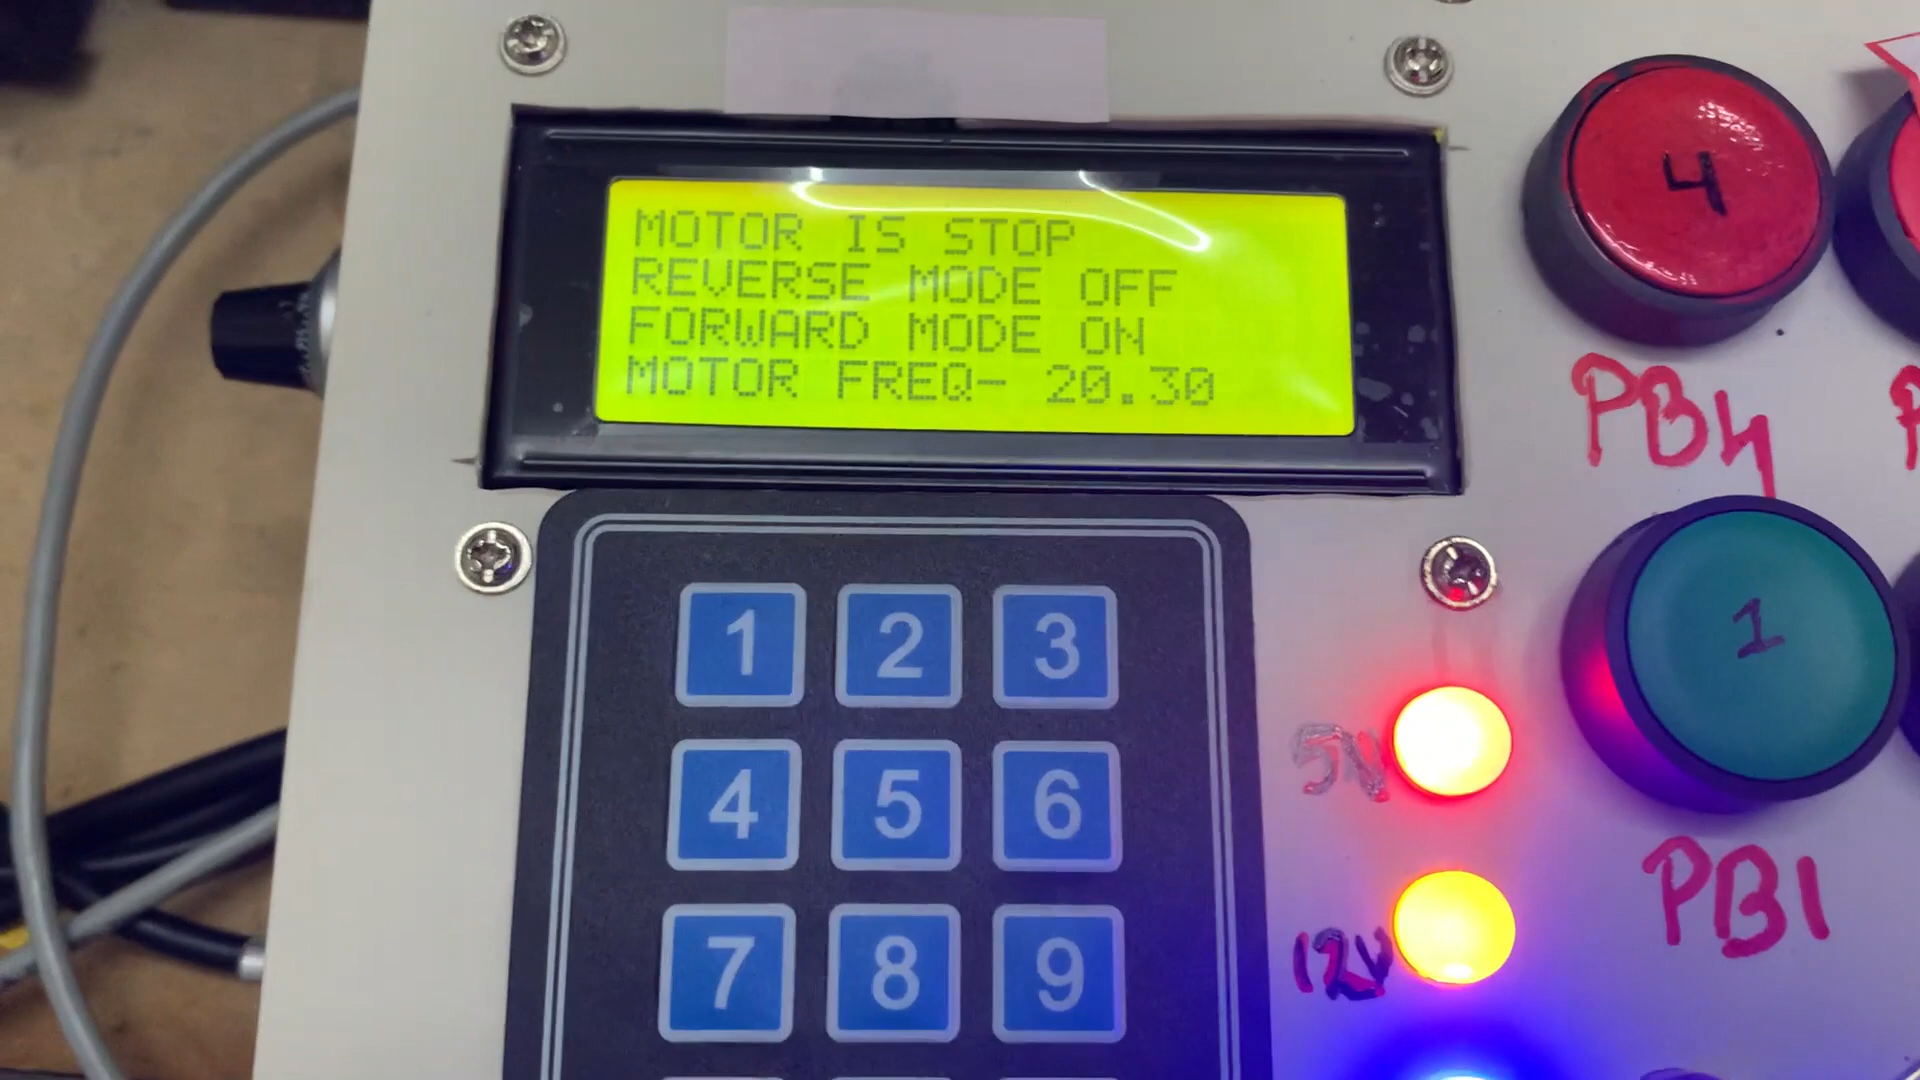 MOTOR IS STOP
REVERSE MODE OFF
FORWARD MODE ON
MOTOR FREQ- 20.30
4
PB4
1 2 3
1
5V
4 5 6
PB1
12V
7 8 9